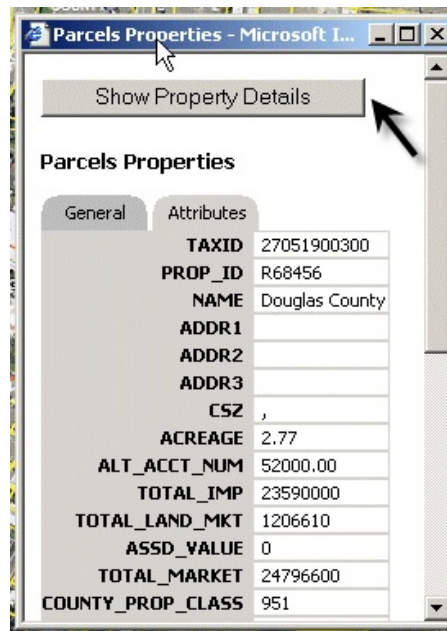 COUNTY
Parcels Properties - Microsoft I...
Show Property Details
Parcels Properties
General Attributes
TAXID 27051900300
PROP_ID R68456
NAME Douglas County
ADDR1
ADDR2
ADDR3
CSZ ,
ACREAGE 2.77
ALT_ACCT_NUM 52000.00
TOTAL_IMP 23590000
TOTAL_LAND_MKT 1206610
ASSD_VALUE 0
TOTAL_MARKET 24796600
COUNTY_PROP_CLASS 951